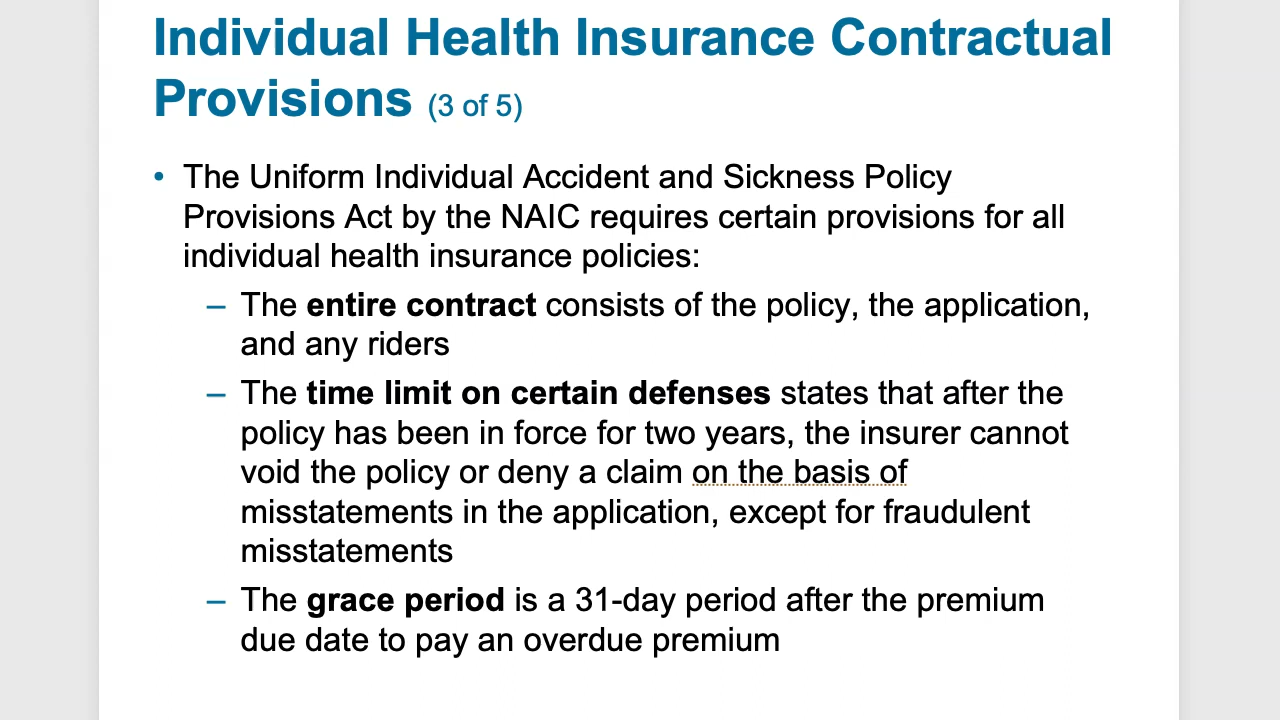 Individual Health Insurance Contractual
Provisions (3 of 5)
• The Uniform Individual Accident and Sickness Policy
Provisions Act by the NAIC requires certain provisions for all
individual health insurance policies:
– The entire contract consists of the policy, the application,
and any riders
– The time limit on certain defenses states that after the
policy has been in force for two years, the insurer cannot
void the policy or deny a claim on the basis of
misstatements in the application, except for fraudulent
misstatements
– The grace period is a 31-day period after the premium
due date to pay an overdue premium